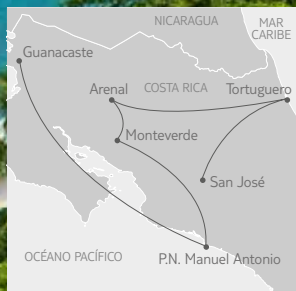 NICARAGUA
MAR
CARIBE
Guanacaste
Arenal
COSTA RICA
Tortuguero
Monteverde
San José
OCÉANO PACÍFICO
P.N. Manuel Antonio